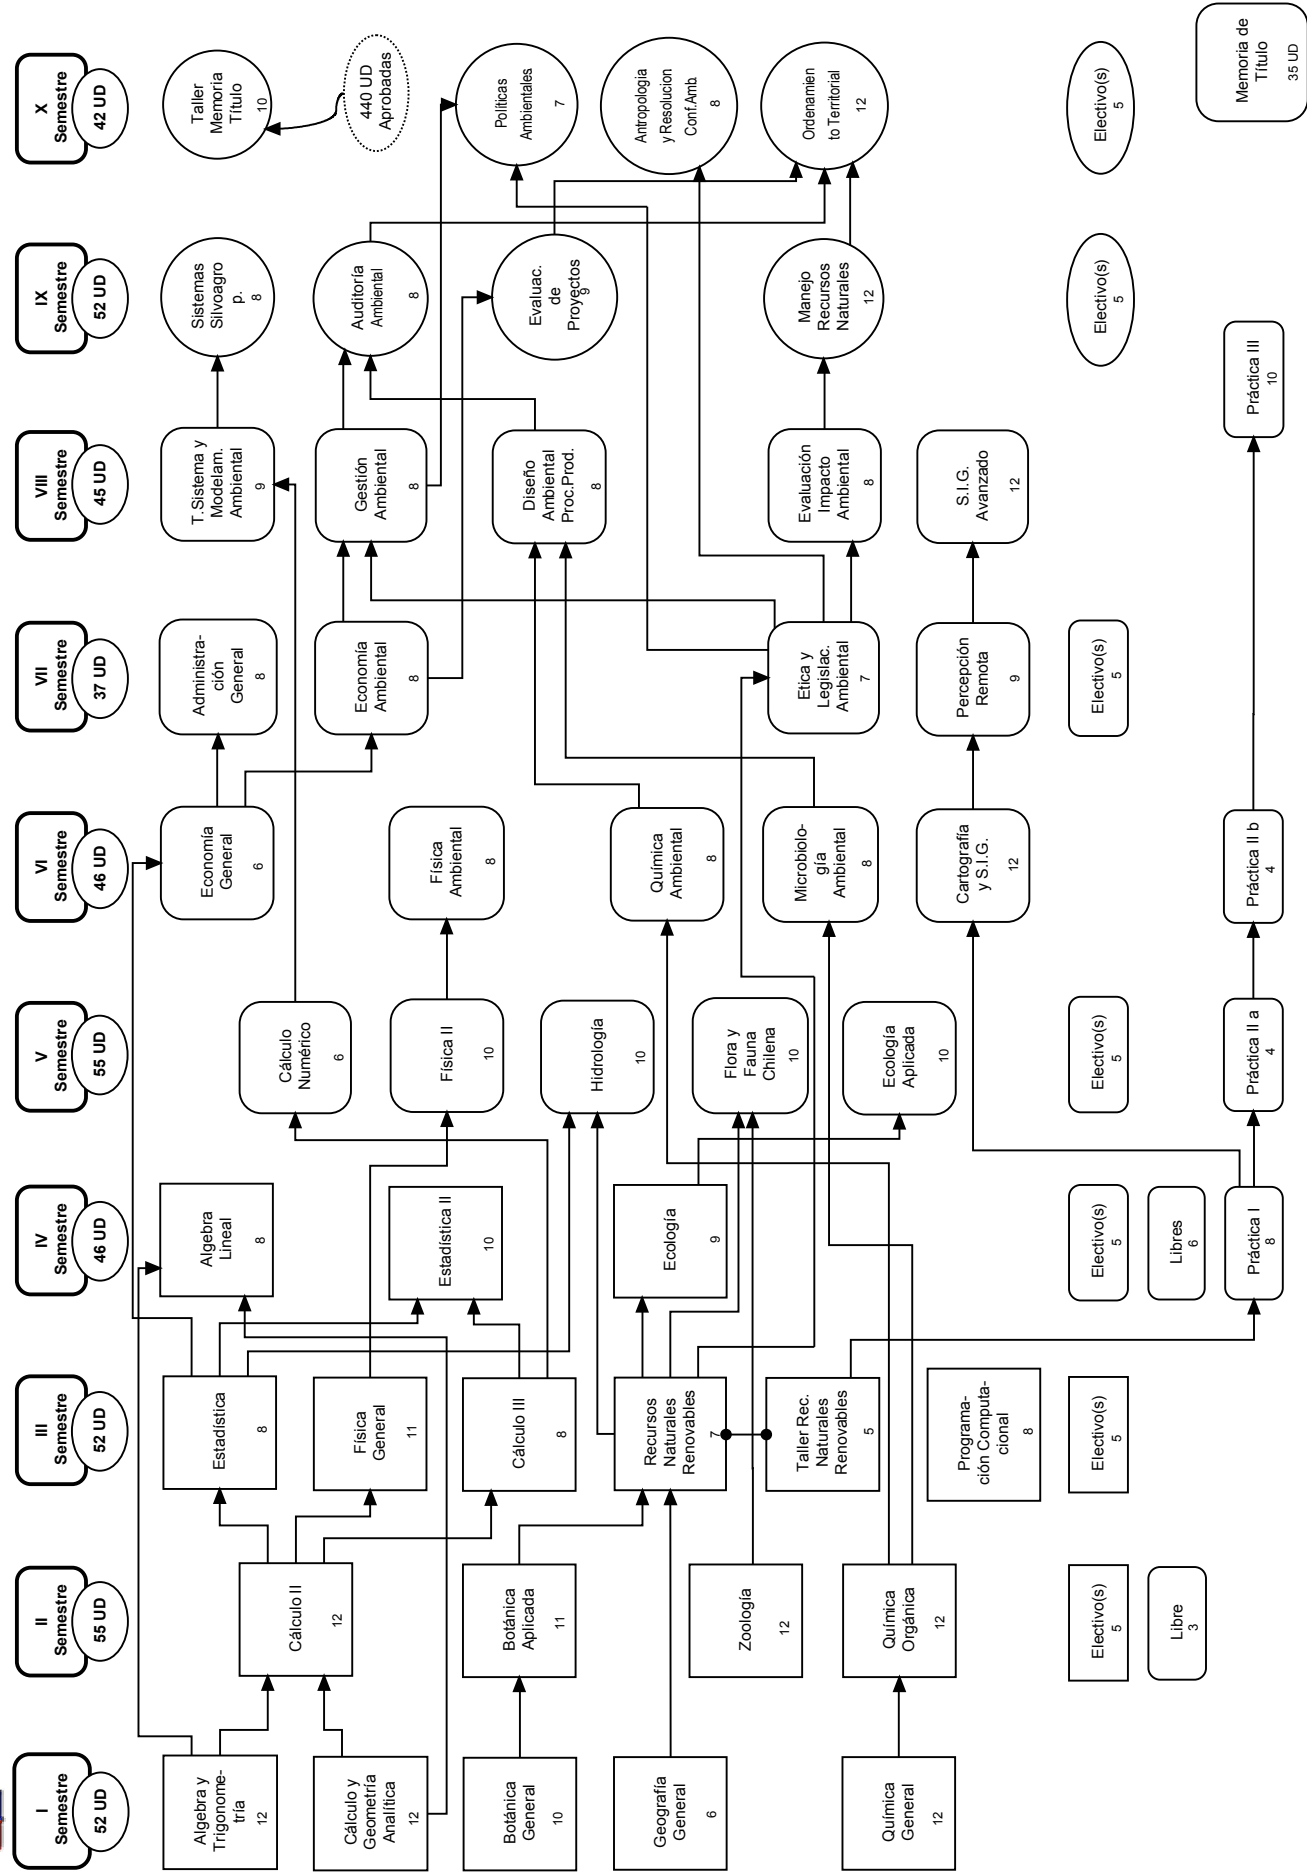 I
Semestre
52 UD
II
Semestre
55 UD
III
Semestre
52 UD
IV
Semestre
46 UD
V
Semestre
55 UD
VI
Semestre
46 UD
VII
Semestre
37 UD
VIII
Semestre
45 UD
IX
Semestre
52 UD
X
Semestre
42 UD
Algebra y
Trigonome-
tría
12
Cálculo y
Geometría
Analítica
12
Botánica
General
10
Geografía
General
6
Química
General
12
Cálculo II
12
Botánica
Aplicada
11
Zoología
12
Química
Orgánica
12
Electivo(s)
5
Libre
3
Estadística
8
Física
General
11
Cálculo III
8
Recursos
Naturales
Renovables
7
Taller Rec.
Naturales
Renovables
5
Programa-
ción Computa-
cional
8
Electivo(s)
5
Algebra
Lineal
8
Estadística II
10
Ecología
9
Electivo(s)
5
Libres
6
Práctica I
8
Cálculo
Numérico
6
Física II
10
Hidrología
10
Flora y
Fauna
Chilena
10
Ecología
Aplicada
10
Electivo(s)
5
Práctica II a
4
Economía
General
6
Física
Ambiental
8
Química
Ambiental
8
Microbiolo-
gía
Ambiental
8
Cartografía
y S.I.G.
12
Práctica II b
4
Administra-
ción
General
8
Economía
Ambiental
8
Etica y
Legislac.
Ambiental
7
Percepción
Remota
9
Electivo(s)
5
T.Sistema y
Modelam.
Ambiental
9
Gestión
Ambiental
8
Diseño
Ambiental
Proc.Prod.
8
Evaluación
Impacto
Ambiental
8
S.I.G.
Avanzado
12
Sistemas
Silvoagro
p.
8
Auditoría
Ambiental
8
Evaluac.
de
Proyectos
9
Manejo
Recursos
Naturales
12
Electivo(s)
5
Práctica III
10
Taller
Memoria
Título
10
440 UD
Aprobadas
Políticas
Ambientales
7
Antropologia
y Resolucion
Conf.Amb.
8
Ordenamien
to Territorial
12
Electivo(s)
5
Memoria de
Título
35 UD